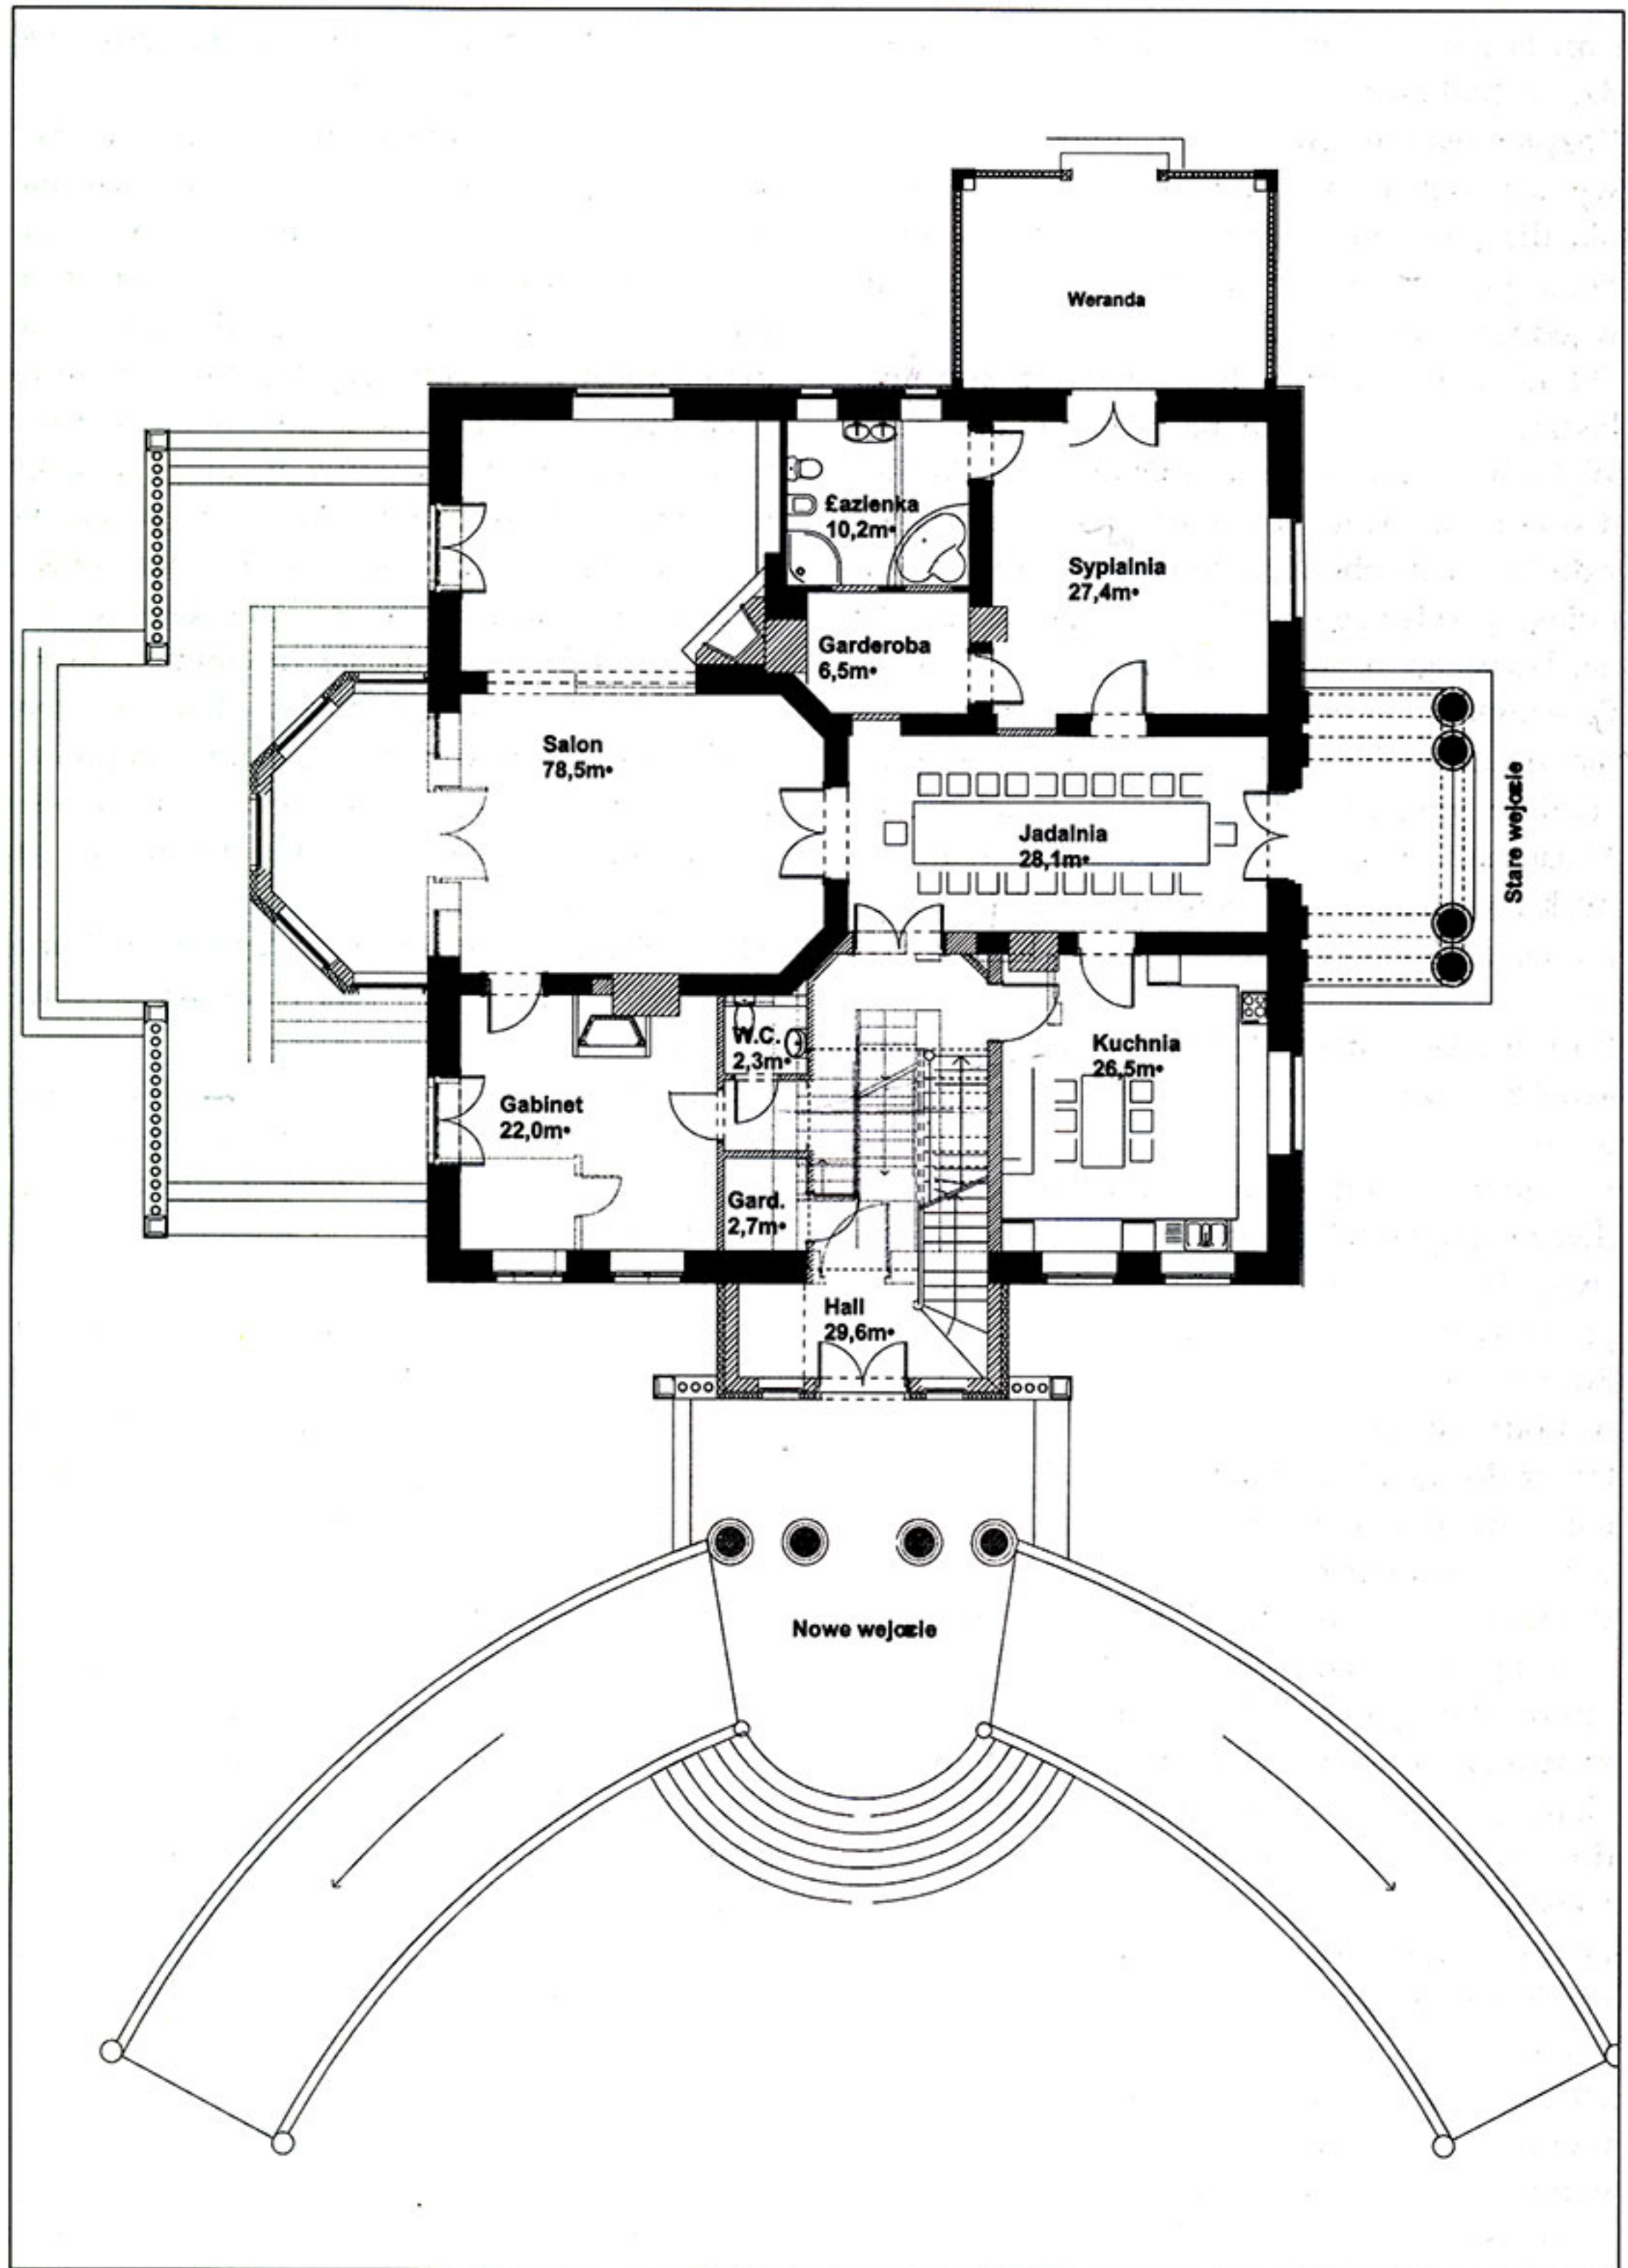 Weranda
£azienka
10,2m•
Sypialnia
27,4m•
Garderoba
6,5m•
Salon
78,5m•
Jadalnia
28,1m•
Stare wejœcie
W.C.
2,3m•
Kuchnia
26,5m•
Gabinet
22,0m•
Gard.
2,7m•
Hall
29,6m•
Nowe wejœcie